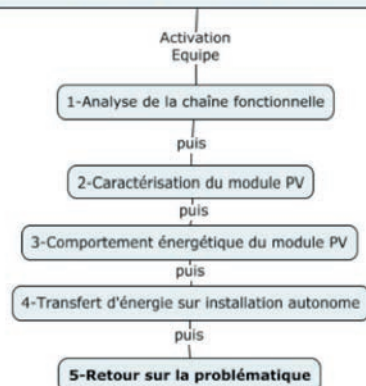 Activation
Equipe
1-Analyse de la chaîne fonctionnelle
puis
2-Caractérisation du module PV
puis
3-Comportement énergétique du module PV
puis
4-Transfert d'énergie sur installation autonome
puis
5-Retour sur la problématique